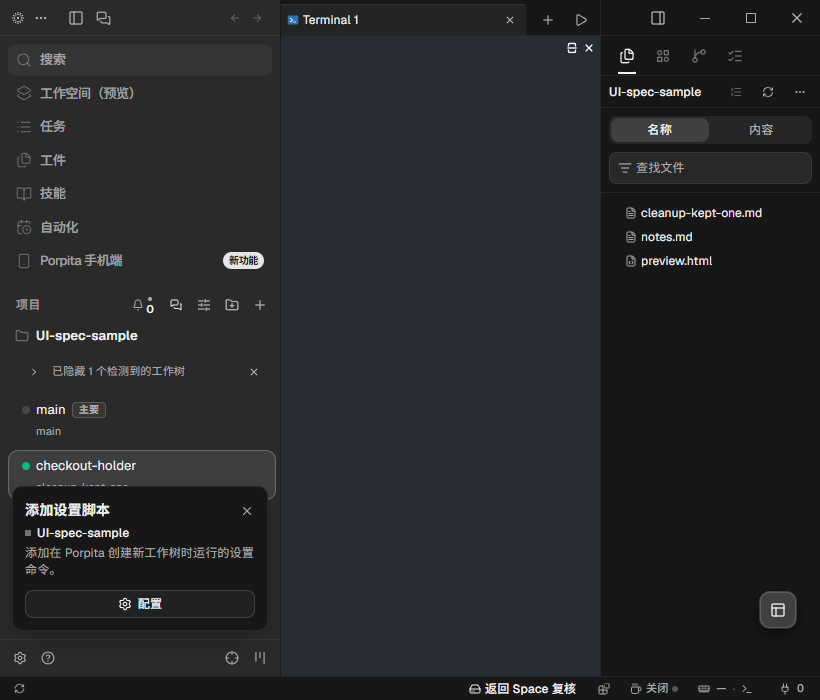 Terminal 1
搜索
工作空间（预览）
任务
工件
技能
自动化
Porpita 手机端
新功能
项目
0
UI-spec-sample
已隐藏 1 个检测到的工作树
main 主要
main
checkout-holder
cleanup-kept-one
添加设置脚本
UI-spec-sample
添加在 Porpita 创建新工作树时运行的设置
命令。
配置
UI-spec-sample
名称
内容
查找文件
cleanup-kept-one.md
notes.md
preview.html
返回 Space 复核
关闭
0